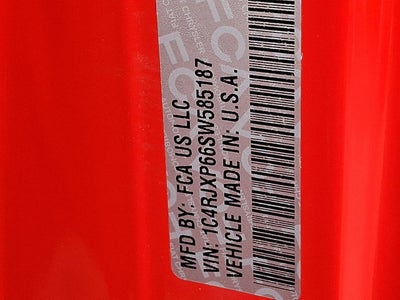 MFD BY: FCA US LLC
VIN: 1C4RJXP66SW585187
VEHICLE MADE IN: U.S.A.